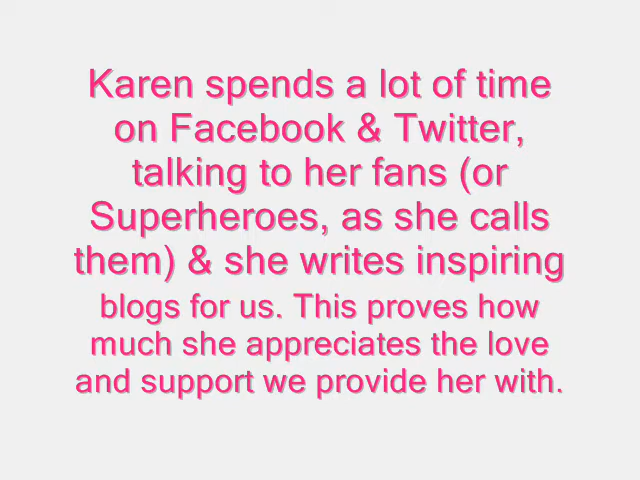 Karen spends a lot of time
on Facebook & Twitter,
talking to her fans (or
Superheroes, as she calls
them) & she writes inspiring
blogs for us. This proves how
much she appreciates the love
and support we provide her with.